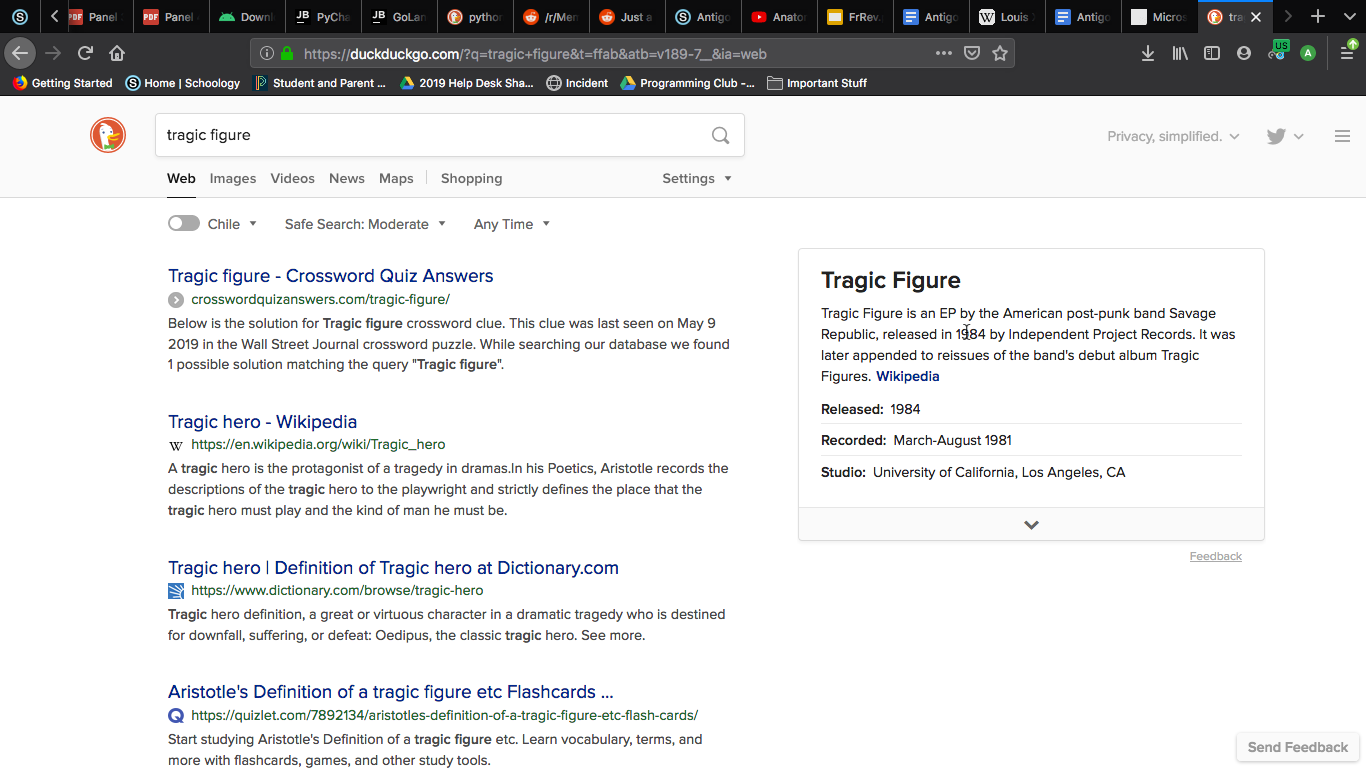 Panel
Panel
Downl
PyCha
GoLan
python
/r/Mem
Just a
Antigo
Anator
FrRev.
Antigo
Louis
Antigo
Micros
tra
https://duckduckgo.com/?q=tragic+figure&t=ffab&atb=v189-7__&ia=web
US
A
Getting Started
Home | Schoology
Student and Parent ...
2019 Help Desk Sha...
Incident
Programming Club -...
Important Stuff
tragic figure
Privacy, simplified.
Web Images Videos News Maps Shopping
Settings
Chile
Safe Search: Moderate
Any Time
Tragic figure - Crossword Quiz Answers
crosswordquizanswers.com/tragic-figure/
Below is the solution for Tragic figure crossword clue. This clue was last seen on May 9
2019 in the Wall Street Journal crossword puzzle. While searching our database we found
1 possible solution matching the query "Tragic figure".
Tragic hero - Wikipedia
W https://en.wikipedia.org/wiki/Tragic_hero
A tragic hero is the protagonist of a tragedy in dramas.In his Poetics, Aristotle records the
descriptions of the tragic hero to the playwright and strictly defines the place that the
tragic hero must play and the kind of man he must be.
Tragic hero | Definition of Tragic hero at Dictionary.com
https://www.dictionary.com/browse/tragic-hero
Tragic hero definition, a great or virtuous character in a dramatic tragedy who is destined
for downfall, suffering, or defeat: Oedipus, the classic tragic hero. See more.
Aristotle's Definition of a tragic figure etc Flashcards ...
https://quizlet.com/7892134/aristotles-definition-of-a-tragic-figure-etc-flash-cards/
Start studying Aristotle's Definition of a tragic figure etc. Learn vocabulary, terms, and
more with flashcards, games, and other study tools.
Tragic Figure
Tragic Figure is an EP by the American post-punk band Savage
Republic, released in 1984 by Independent Project Records. It was
later appended to reissues of the band's debut album Tragic
Figures. Wikipedia
Released: 1984
Recorded: March-August 1981
Studio: University of California, Los Angeles, CA
Feedback
Send Feedback